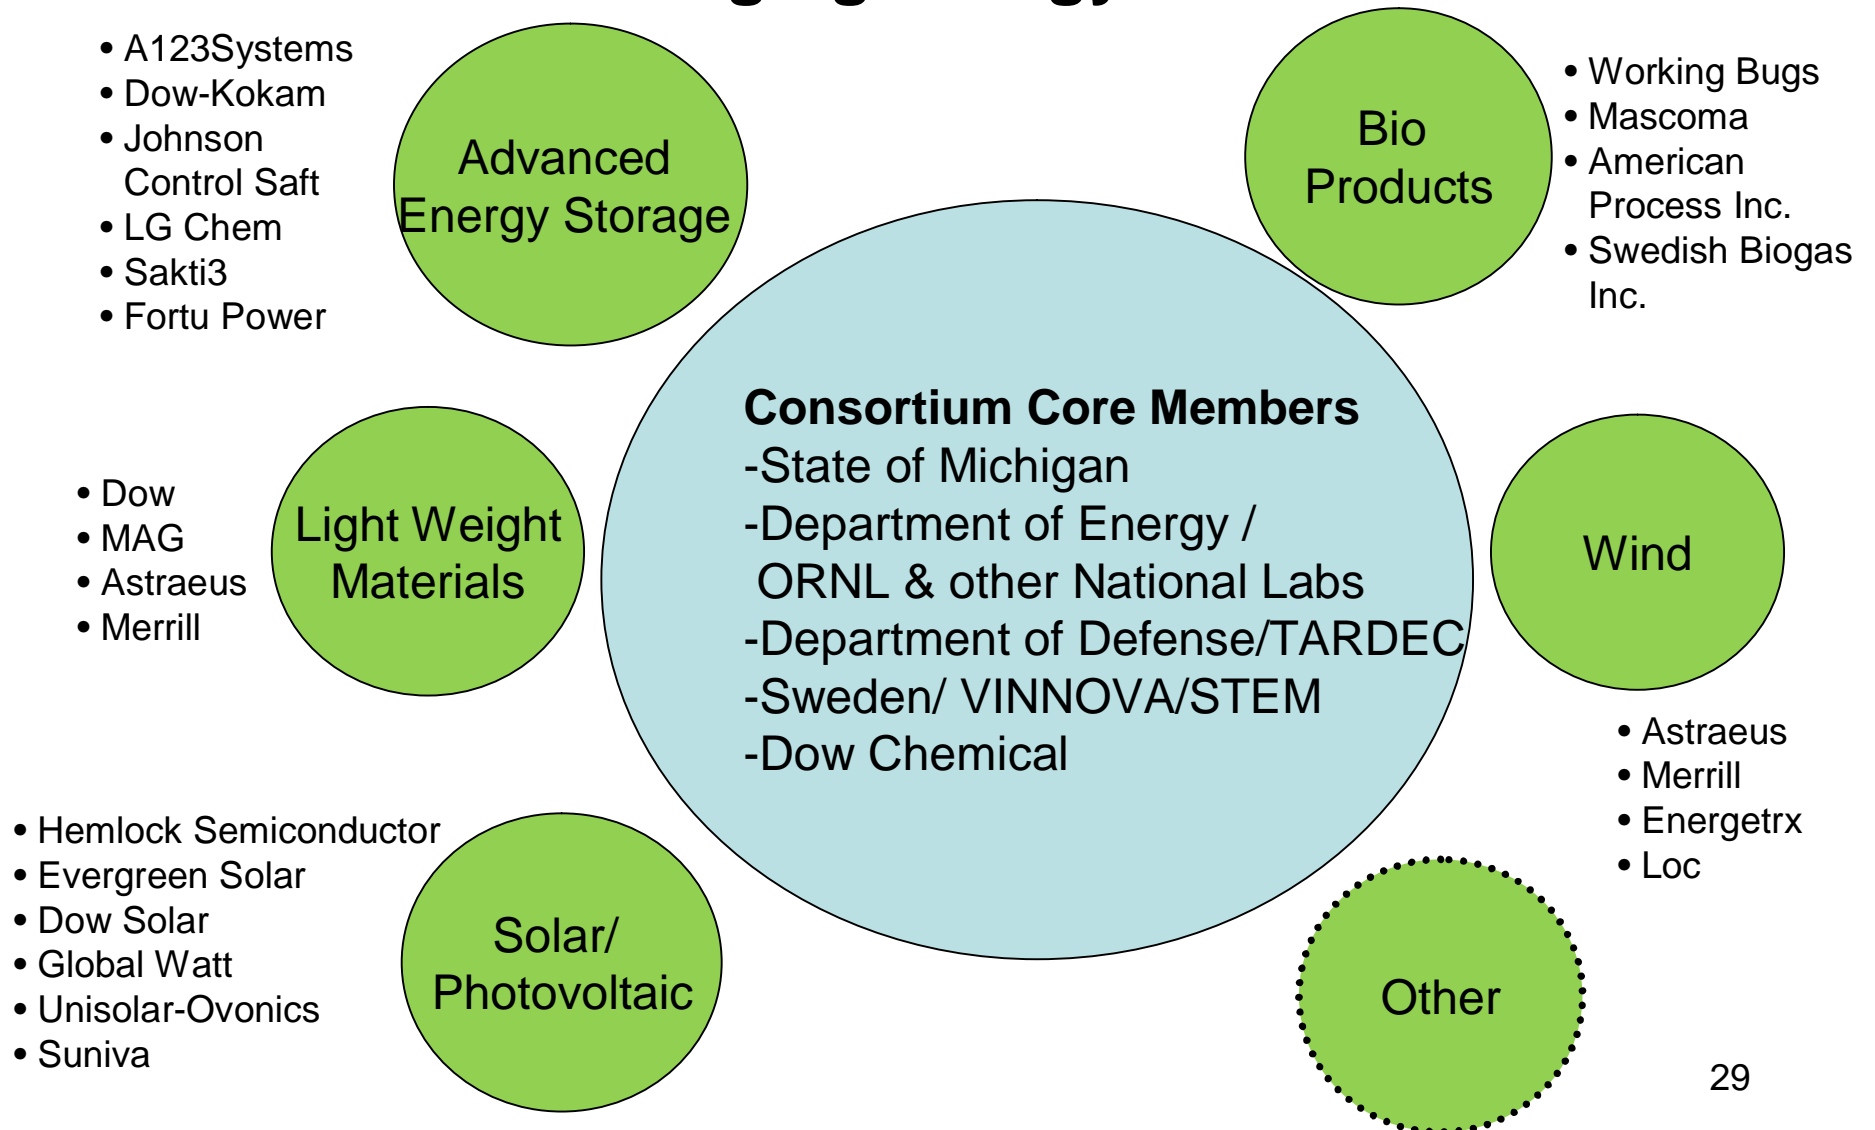 • A123Systems
• Dow-Kokam
• Johnson
Control Saft
• LG Chem
• Sakti3
• Fortu Power
Advanced
Energy Storage
Bio
Products
• Working Bugs
• Mascoma
• American
Process Inc.
• Swedish Biogas
Inc.
• Dow
• MAG
• Astraeus
• Merrill
Light Weight
Materials
Consortium Core Members
-State of Michigan
-Department of Energy /
ORNL & other National Labs
-Department of Defense/TARDEC
-Sweden/ VINNOVA/STEM
-Dow Chemical
Wind
• Astraeus
• Merrill
• Energetrx
• Loc
• Hemlock Semiconductor
• Evergreen Solar
• Dow Solar
• Global Watt
• Unisolar-Ovonics
• Suniva
Solar/
Photovoltaic
Other
29